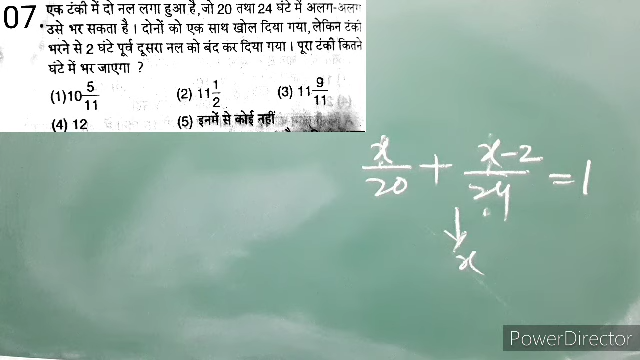 07. एक टंकी में दो नल लगा हुआ है, जो 20 तथा 24 घंटे में अलग-अलग
उसे भर सकता है । दोनों को एक साथ खोल दिया गया, लेकिन टंकी
भरने से 2 घंटे पूर्व दूसरा नल को बंद कर दिया गया । पूरा टंकी कितने
घंटे में भर जाएगा ?
(1) 10 5/11 (2) 11 1/2 (3) 11 9/11
(4) 12 (5) इनमें से कोई नहीं
x/20 + x-2/24 = 1
↓
x
PowerDirector